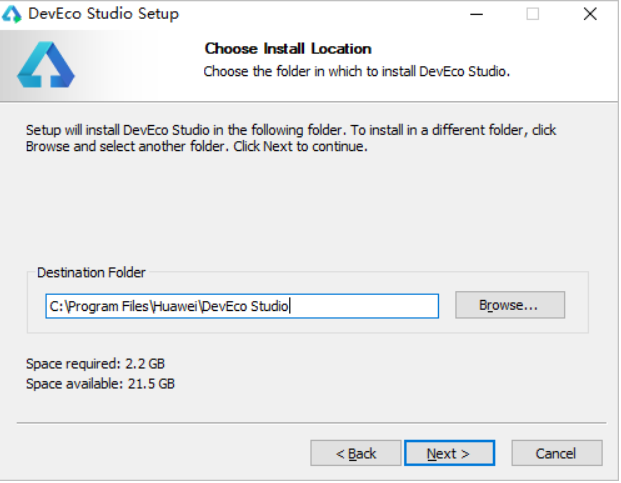 DevEco Studio Setup
Choose Install Location
Choose the folder in which to install DevEco Studio.
Setup will install DevEco Studio in the following folder. To install in a different folder, click
Browse and select another folder. Click Next to continue.
Destination Folder
C:\Program Files\Huawei\DevEco Studio
Browse...
Space required: 2.2 GB
Space available: 21.5 GB
< Back
Next >
Cancel